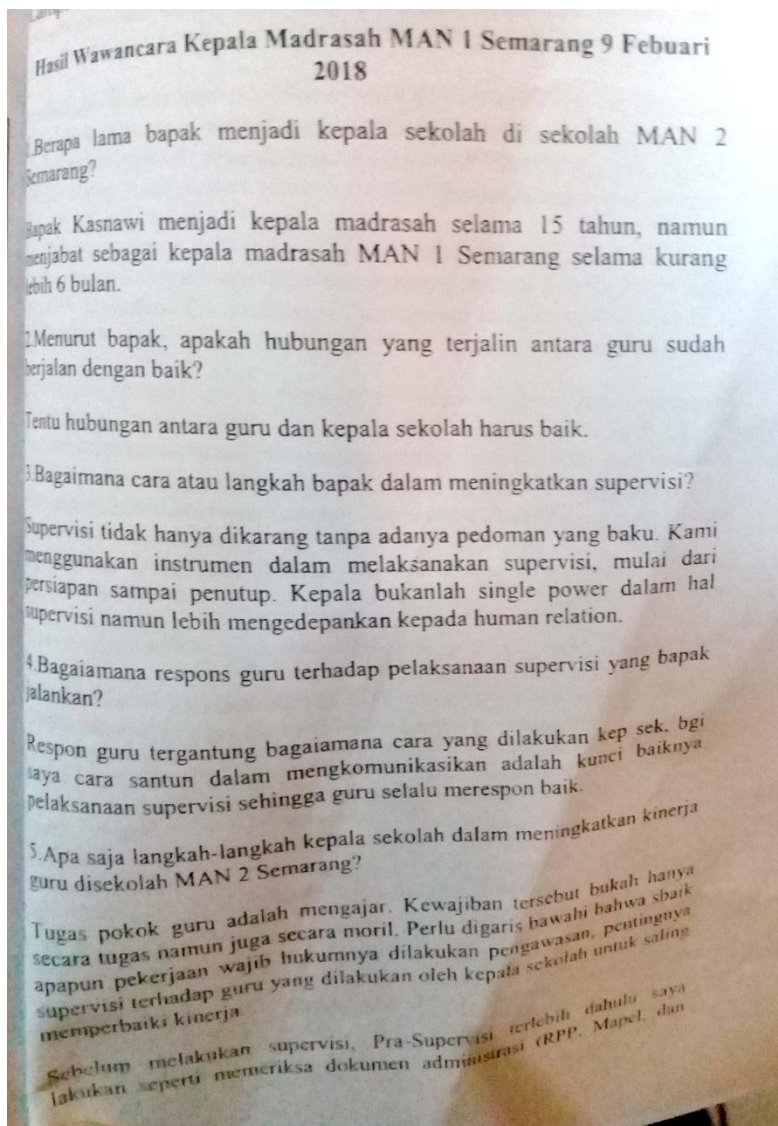 Hasil Wawancara Kepala Madrasah MAN 1 Semarang 9 Febuari
2018
.Berapa lama bapak menjadi kepala sekolah di sekolah MAN 2
Semarang?
Bapak Kasnawi menjadi kepala madrasah selama 15 tahun, namun
menjabat sebagai kepala madrasah MAN 1 Semarang selama kurang
lebih 6 bulan.
2.Menurut bapak, apakah hubungan yang terjalin antara guru sudah
berjalan dengan baik?
Tentu hubungan antara guru dan kepala sekolah harus baik.
3.Bagaimana cara atau langkah bapak dalam meningkatkan supervisi?
Supervisi tidak hanya dikarang tanpa adanya pedoman yang baku. Kami
menggunakan instrumen dalam melaksanakan supervisi, mulai dari
persiapan sampai penutup. Kepala bukanlah single power dalam hal
supervisi namun lebih mengedepankan kepada human relation.
4.Bagaiamana respons guru terhadap pelaksanaan supervisi yang bapak
jalankan?
Respon guru tergantung bagaiamana cara yang dilakukan kep sek. bgi
saya cara santun dalam mengkomunikasikan adalah kunci baiknya
pelaksanaan supervisi sehingga guru selalu merespon baik.
5.Apa saja langkah-langkah kepala sekolah dalam meningkatkan kinerja
guru disekolah MAN 2 Semarang?
Tugas pokok guru adalah mengajar. Kewajiban tersebut bukah hanya
secara tugas namun juga secara moril. Perlu digaris bawahi bahwa sbaik
apapun pekerjaan wajib hukumnya dilakukan pengawasan, pentingnya
supervisi terhadap guru yang dilakukan oleh kepala sekolah untuk saling
memperbaiki kinerja
Sebelum melakukan supervisi, Pra-Supervisi terlebih dahulu saya
lakukan seperti memeriksa dokumen administrasi (RPP, Mapel, dan